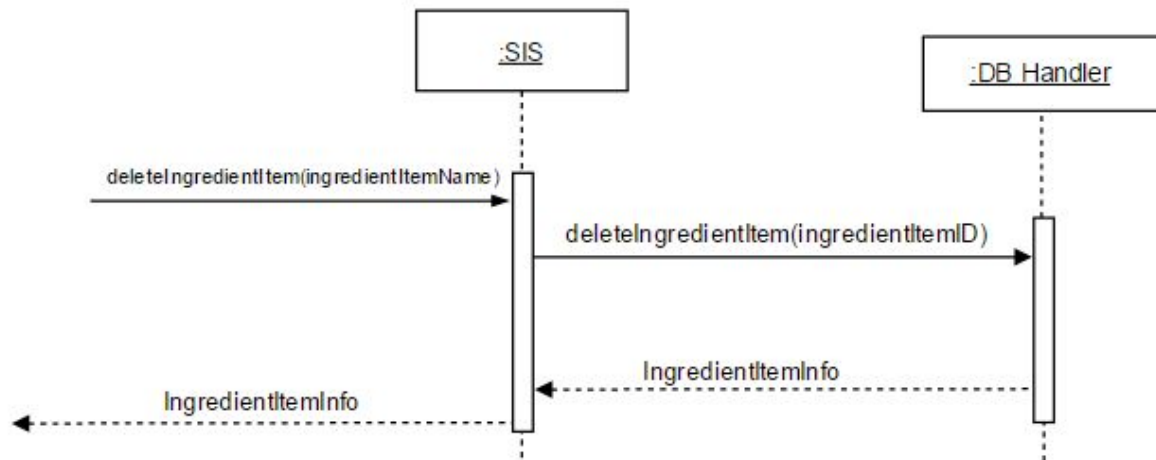 :SIS
:DB Handler
deleteIngredientItem(ingredientItemName)
deleteIngredientItem(ingredientItemID)
IngredientItemInfo
IngredientItemInfo